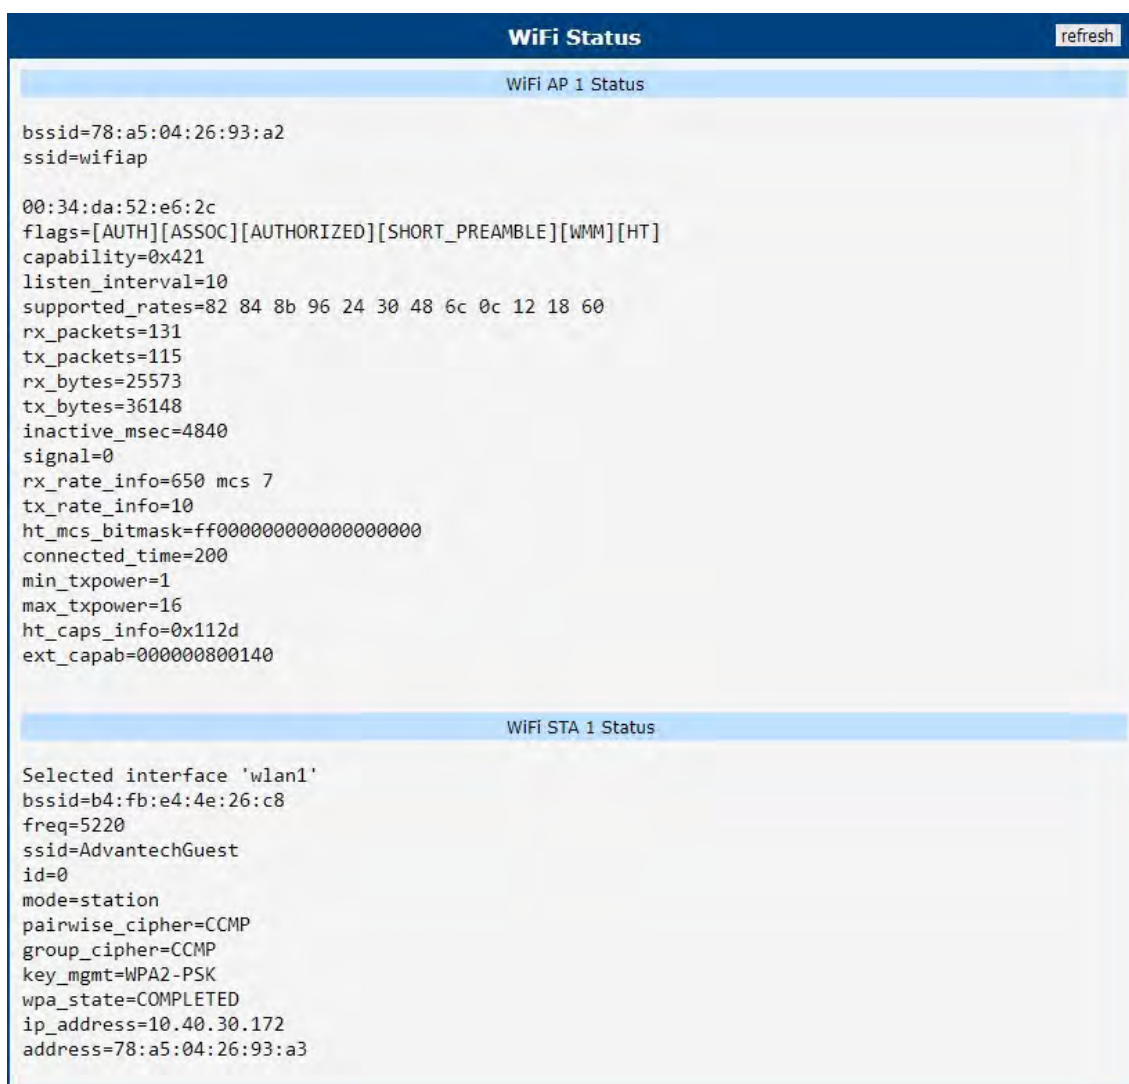 WiFi Status
refresh
WiFi AP 1 Status
bssid=78:a5:04:26:93:a2
ssid=wifiap
00:34:da:52:e6:2c
flags=[AUTH][ASSOC][AUTHORIZED][SHORT_PREAMBLE][WMM][HT]
capability=0x421
listen_interval=10
supported_rates=82 84 8b 96 24 30 48 6c 0c 12 18 60
rx_packets=131
tx_packets=115
rx_bytes=25573
tx_bytes=36148
inactive_msec=4840
signal=0
rx_rate_info=650 mcs 7
tx_rate_info=10
ht_mcs_bitmask=ff000000000000000000
connected_time=200
min_txpower=1
max_txpower=16
ht_caps_info=0x112d
ext_capab=000000800140
WiFi STA 1 Status
Selected interface 'wlan1'
bssid=b4:fb:e4:4e:26:c8
freq=5220
ssid=AdvantechGuest
id=0
mode=station
pairwise_cipher=CCMP
group_cipher=CCMP
key_mgmt=WPA2-PSK
wpa_state=COMPLETED
ip_address=10.40.30.172
address=78:a5:04:26:93:a3